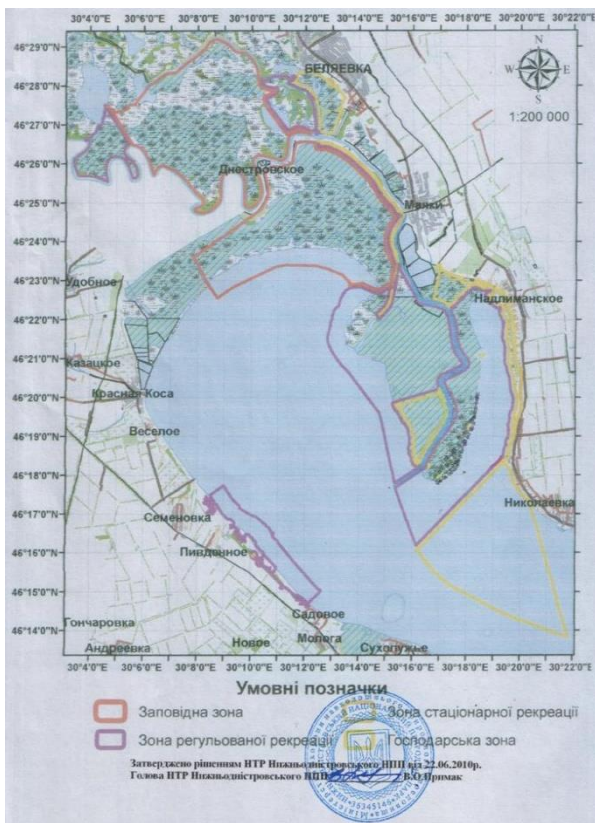 30°4'0"E 30°6'0"E 30°8'0"E 30°10'0"E 30°12'0"E 30°14'0"E 30°16'0"E 30°18'0"E 30°20'0"E 30°22'0"E
46°29'0"N
46°28'0"N
46°27'0"N
46°26'0"N
46°25'0"N
46°24'0"N
46°23'0"N
46°22'0"N
46°21'0"N
46°20'0"N
46°19'0"N
46°18'0"N
46°17'0"N
46°16'0"N
46°15'0"N
46°14'0"N
N
W E
S
1:200 000
БЕЛЯЕВКА
Днестровское
Маяки
Удобное
Надлиманское
Казацкое
Красная Коса
Веселое
Николаевка
Семеновка
Пивденное
Садовое
Гончаровка
Молога
Новое
Андреевка
Сухолужье
30°4'0"E 30°6'0"E 30°8'0"E 30°10'0"E 30°12'0"E 30°14'0"E 30°16'0"E 30°18'0"E 30°20'0"E 30°22'0"E
Умовні позначки
Заповідна зона
Зона стаціонарної рекреації
Зона регульованої рекреації
Господарська зона
Затверджено рішенням НТР Нижньодністровського НПП від 22.06.2010р.
Голова НТР Нижньодністровського НПП В.О.Примак